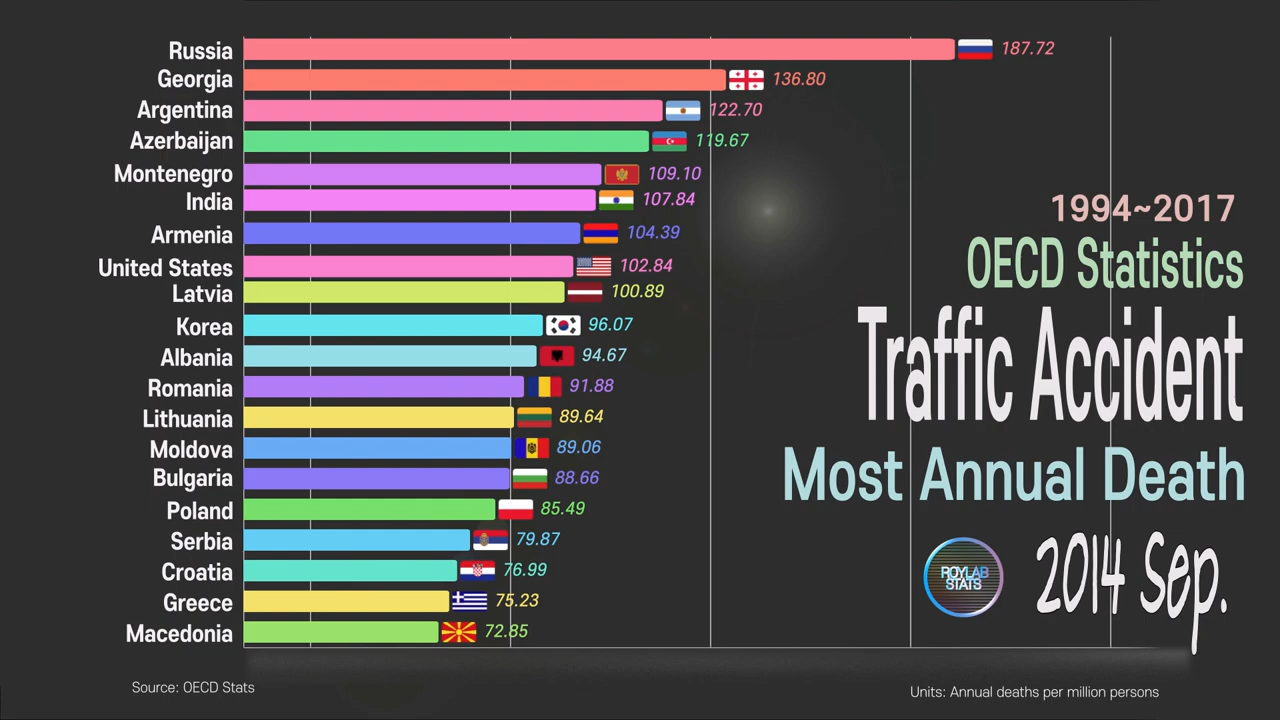 Russia 187.72
Georgia 136.80
Argentina 122.70
Azerbaijan 119.67
Montenegro 109.10
India 107.84
Armenia 104.39
United States 102.84
Latvia 100.89
Korea 96.07
Albania 94.67
Romania 91.88
Lithuania 89.64
Moldova 89.06
Bulgaria 88.66
Poland 85.49
Serbia 79.87
Croatia 76.99
Greece 75.23
Macedonia 72.85
1994~2017
OECD Statistics
Traffic Accident
Most Annual Death
ROYLAB
STATS
2014 Sep.
Source: OECD Stats
Units: Annual deaths per million persons